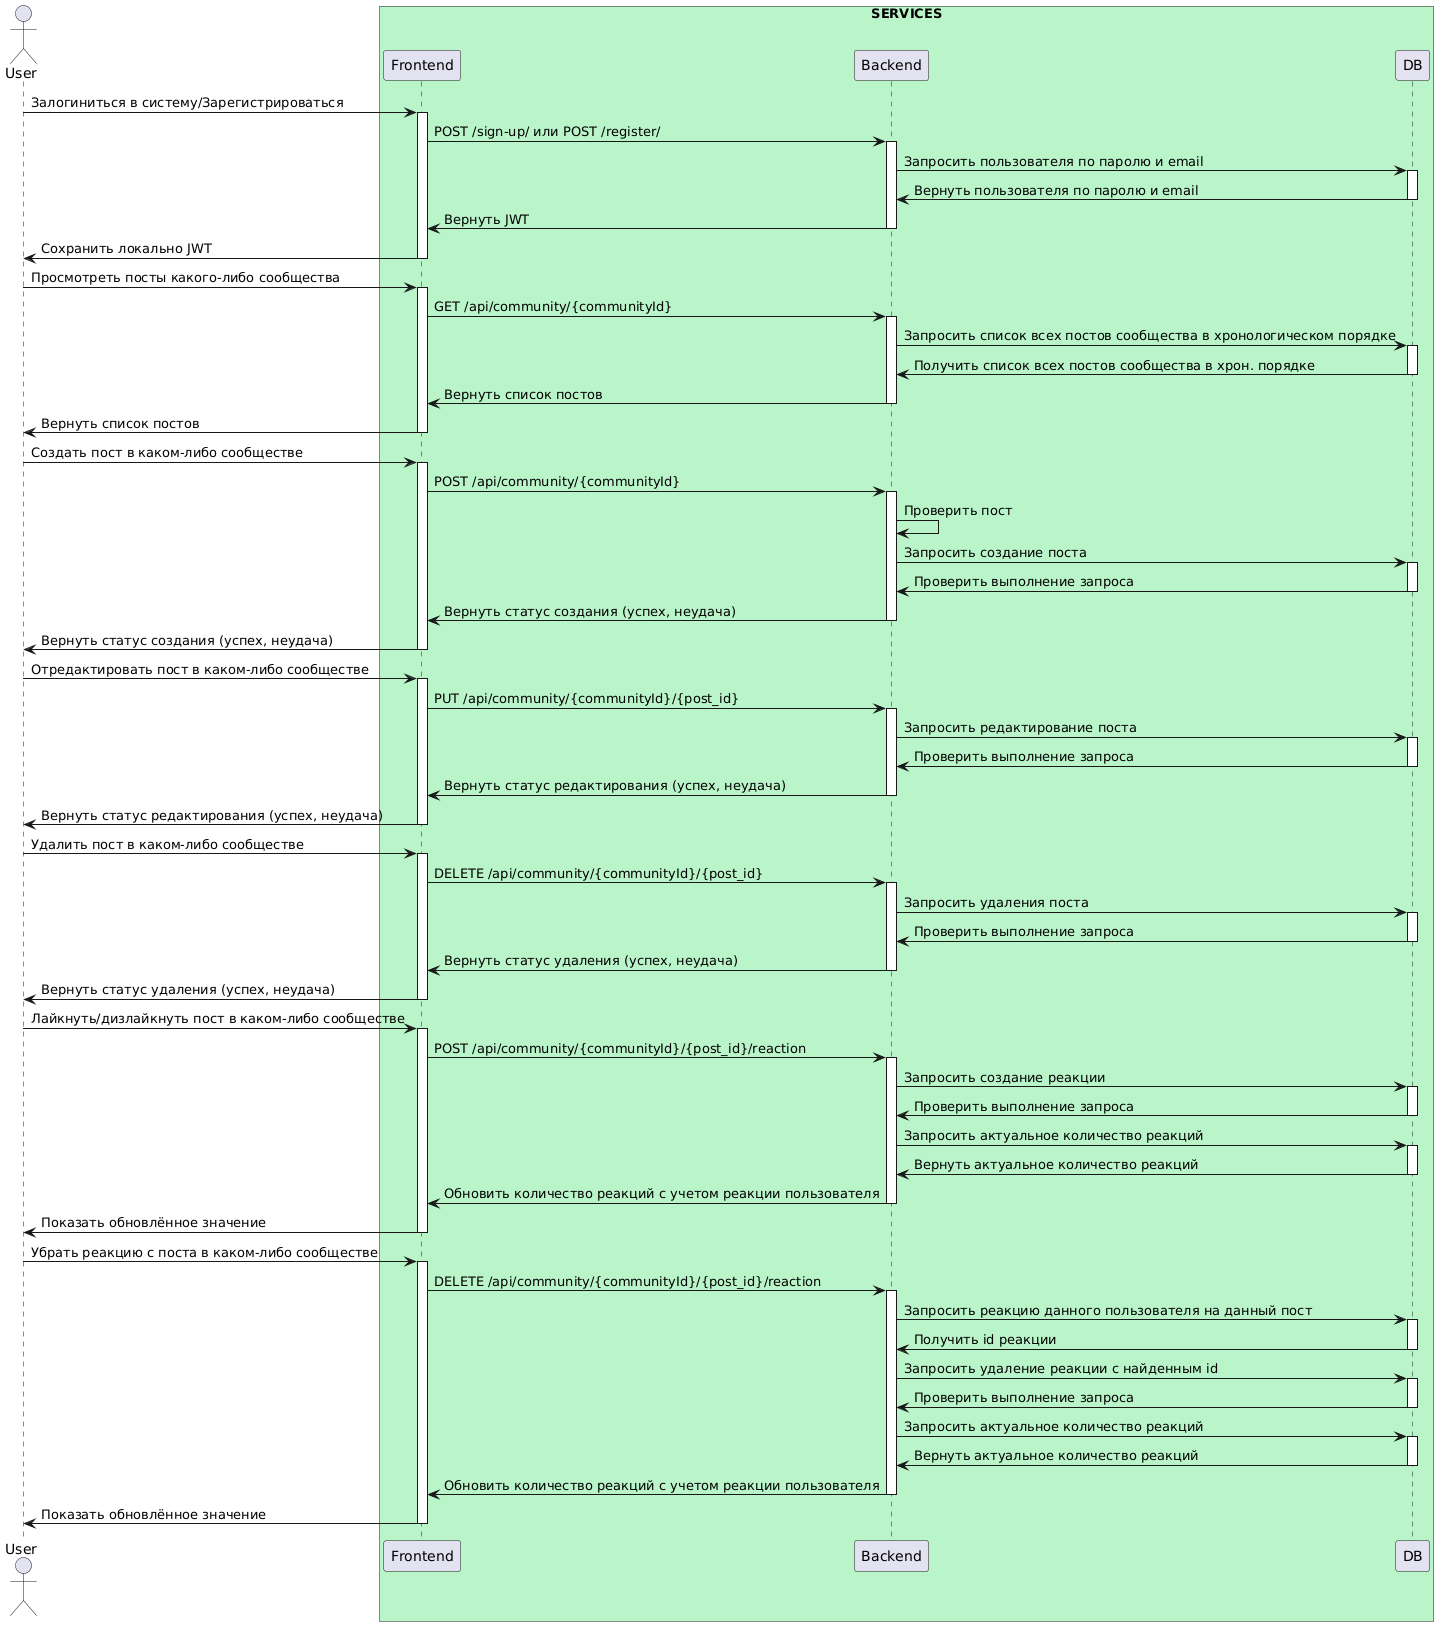 SERVICES
User
Frontend
Backend
DB
Залогиниться в систему/Зарегистрироваться
POST /sign-up/ или POST /register/
Запросить пользователя по паролю и email
Вернуть пользователя по паролю и email
Вернуть JWT
Сохранить локально JWT
Просмотреть посты какого-либо сообщества
GET /api/community/{communityId}
Запросить список всех постов сообщества в хронологическом порядке
Получить список всех постов сообщества в хрон. порядке
Вернуть список постов
Вернуть список постов
Создать пост в каком-либо сообществе
POST /api/community/{communityId}
Проверить пост
Запросить создание поста
Проверить выполнение запроса
Вернуть статус создания (успех, неудача)
Вернуть статус создания (успех, неудача)
Отредактировать пост в каком-либо сообществе
PUT /api/community/{communityId}/{post_id}
Запросить редактирование поста
Проверить выполнение запроса
Вернуть статус редактирования (успех, неудача)
Вернуть статус редактирования (успех, неудача)
Удалить пост в каком-либо сообществе
DELETE /api/community/{communityId}/{post_id}
Запросить удаления поста
Проверить выполнение запроса
Вернуть статус удаления (успех, неудача)
Вернуть статус удаления (успех, неудача)
Лайкнуть/дизлайкнуть пост в каком-либо сообществе
POST /api/community/{communityId}/{post_id}/reaction
Запросить создание реакции
Проверить выполнение запроса
Запросить актуальное количество реакций
Вернуть актуальное количество реакций
Обновить количество реакций с учетом реакции пользователя
Показать обновлённое значение
Убрать реакцию с поста в каком-либо сообществе
DELETE /api/community/{communityId}/{post_id}/reaction
Запросить реакцию данного пользователя на данный пост
Получить id реакции
Запросить удаление реакции с найденным id
Проверить выполнение запроса
Запросить актуальное количество реакций
Вернуть актуальное количество реакций
Обновить количество реакций с учетом реакции пользователя
Показать обновлённое значение
User
Frontend
Backend
DB